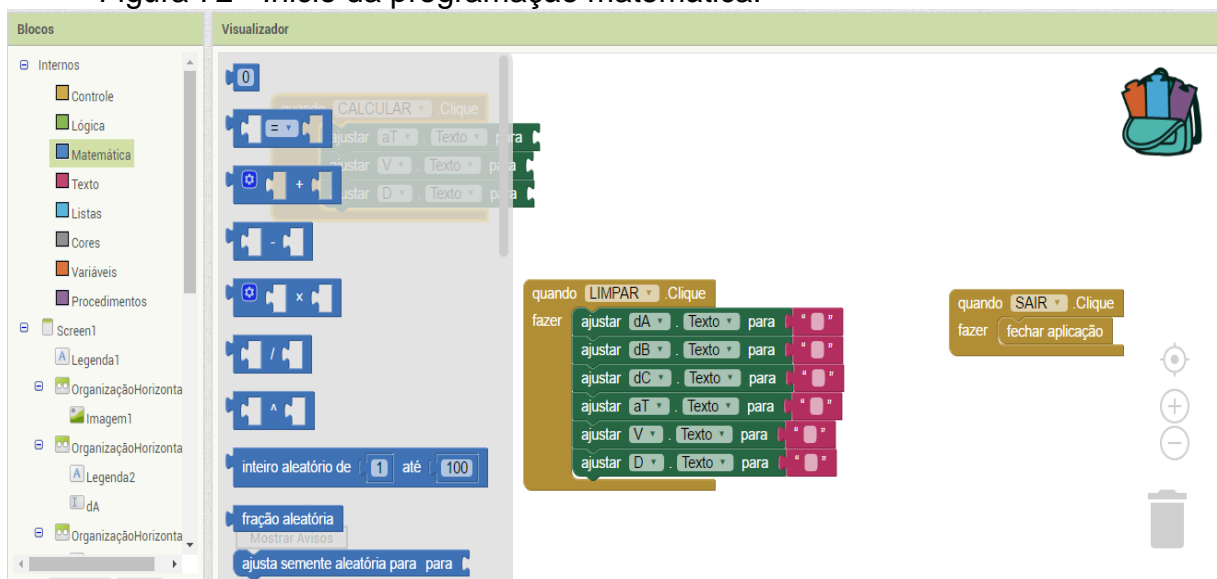 Figura 72 - Início da programação matemática.
Blocos
Visualizador
Internos
Controle
Lógica
Matemática
Texto
Listas
Cores
Variáveis
Procedimentos
Screen1
Legenda1
OrganizaçãoHorizonta
Imagem1
OrganizaçãoHorizonta
Legenda2
dA
OrganizaçãoHorizonta
0
=
+
-
×
/
^
inteiro aleatório de 1 até 100
fração aleatória
Mostrar Avisos
ajusta semente aleatória para para
quando CALCULAR .Clique
ajustar aT . Texto para
ajustar V . Texto para
ajustar D . Texto para
quando LIMPAR .Clique
fazer ajustar dA . Texto para " "
ajustar dB . Texto para " "
ajustar dC . Texto para " "
ajustar aT . Texto para " "
ajustar V . Texto para " "
ajustar D . Texto para " "
quando SAIR .Clique
fazer fechar aplicação